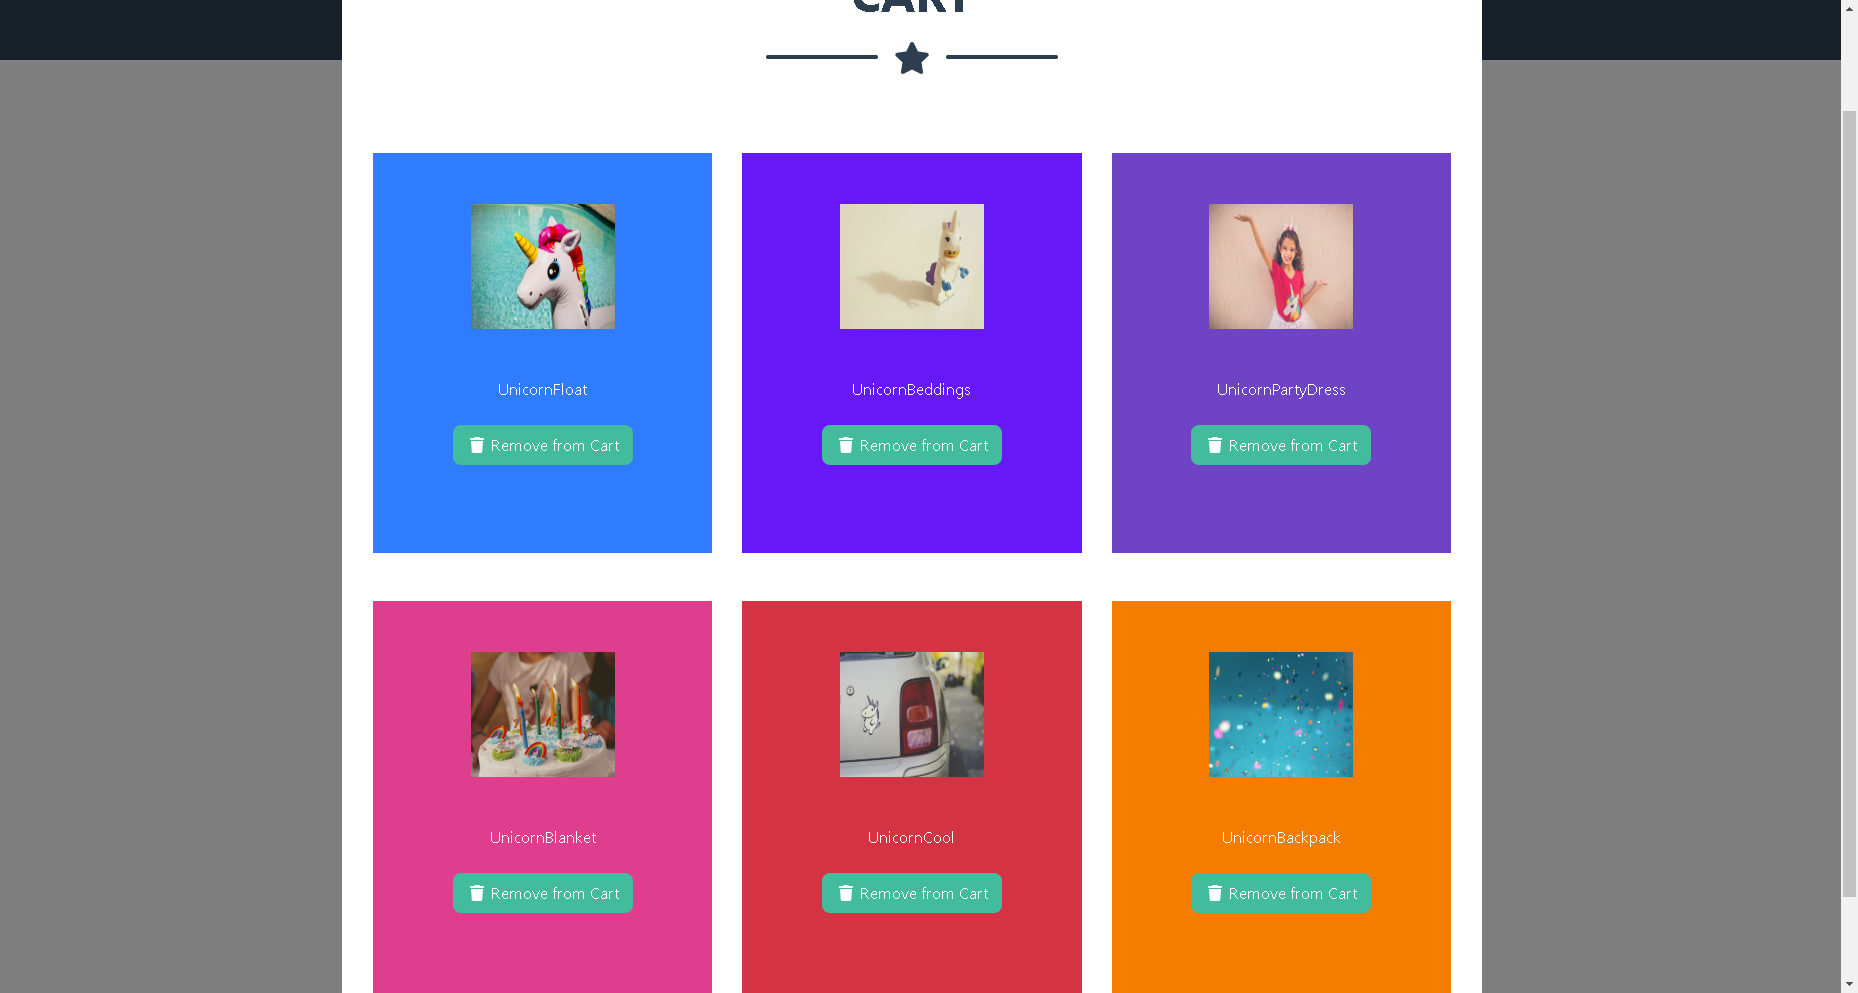 CART
UnicornFloat
Remove from Cart
UnicornBeddings
Remove from Cart
UnicornPartyDress
Remove from Cart
UnicornBlanket
Remove from Cart
UnicornCool
Remove from Cart
UnicornBackpack
Remove from Cart